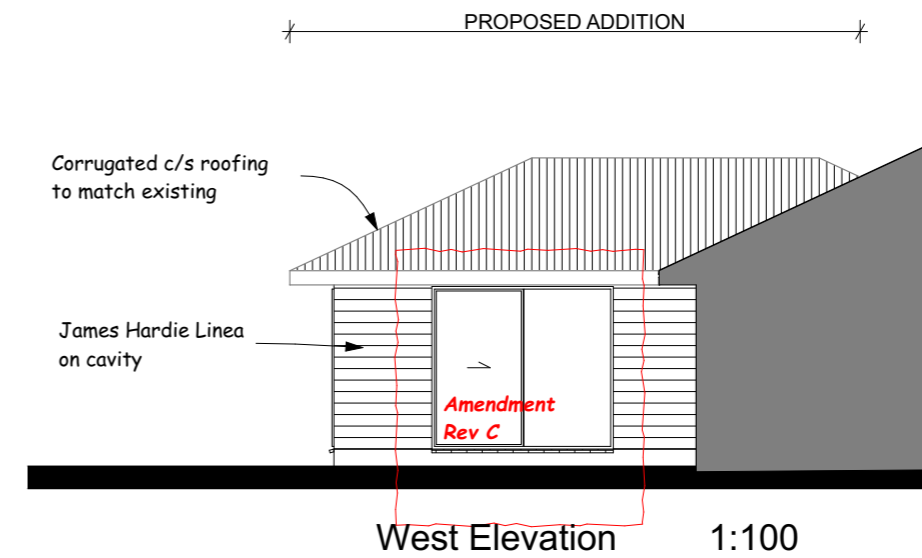 PROPOSED ADDITION
Corrugated c/s roofing
to match existing
James Hardie Linea
on cavity
Amendment
Rev C
West Elevation 1:100